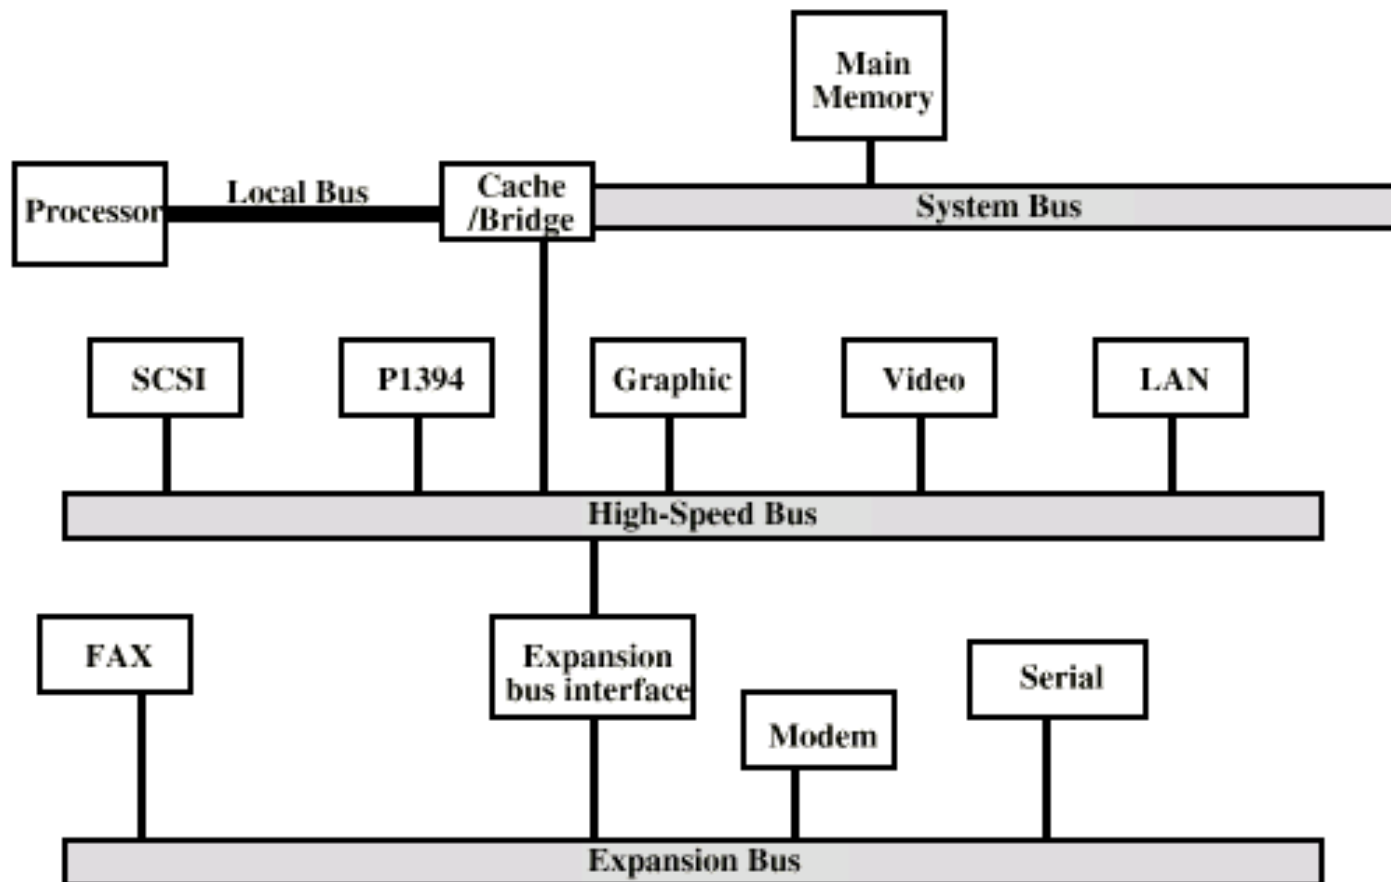 Main
Memory
Processor
Local Bus
Cache
/Bridge
System Bus
SCSI
P1394
Graphic
Video
LAN
High-Speed Bus
FAX
Expansion
bus interface
Modem
Serial
Expansion Bus